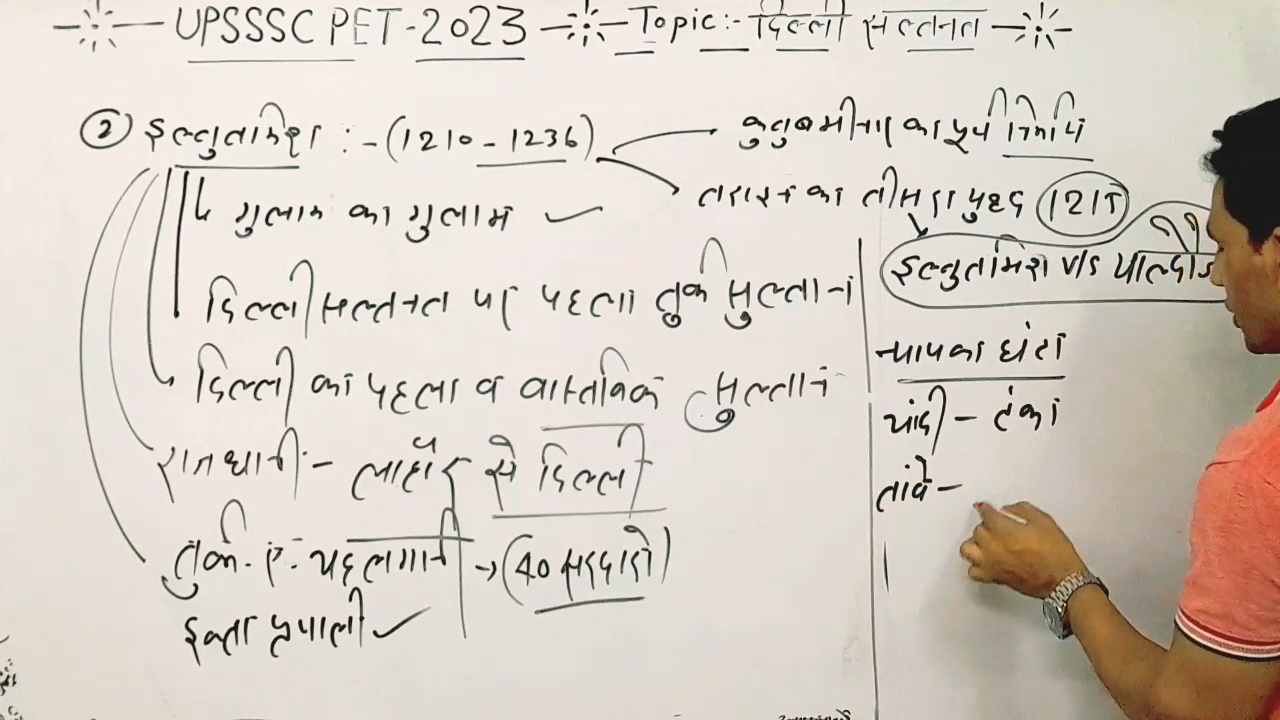 UPSSSC PET-2023 Topic:- दिल्ली सल्तनत
② इल्तुतमिश :- (1210 - 1236)
कुतुबमीनार का पूर्ण निर्माण
तराइन का तीसरा युद्ध 1215
इल्तुतमिश v/s याल्दौज
गुलाम का गुलाम ✓
दिल्ली सल्तनत का पहला तुर्क सुल्तान
दिल्ली का पहला व वास्तविक सुल्तान
राजधानी:- लाहौर से दिल्ली
तुर्कान-ए-चहलगानी → (40 सरदारो)
इक्ता प्रणाली ✓
न्याय का घंटा
चांदी - टंका
तांबे -